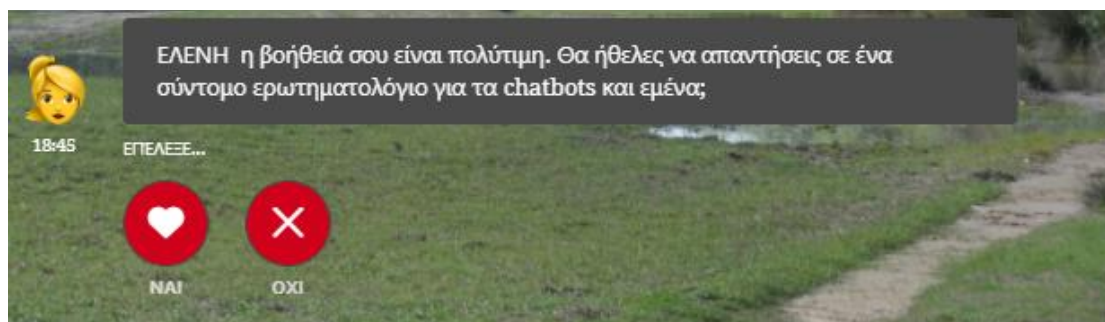 ΕΛΕΝΗ η βοήθειά σου είναι πολύτιμη. Θα ήθελες να απαντήσεις σε ένα
σύντομο ερωτηματολόγιο για τα chatbots και εμένα;
18:45
ΕΠΕΛΕΞΕ...
ΝΑΙ ΟΧΙ